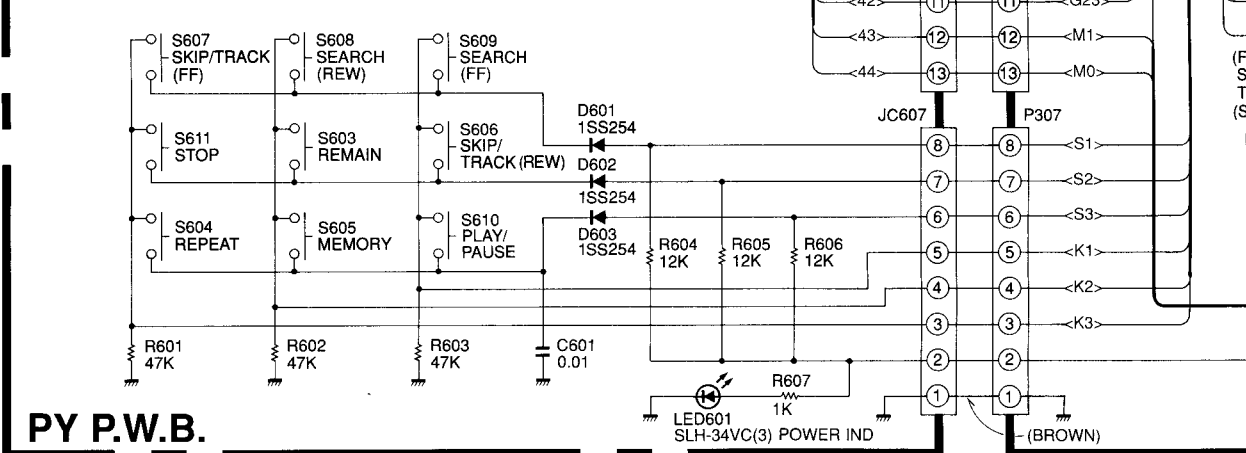 <42> 11 11 <G23>
S607 SKIP/TRACK (FF)
S608 SEARCH (REW)
S609 SEARCH (FF)
<43> 12 12 <M1>
<44> 13 13 <M0>
JC607 P307
D601 1SS254
S611 STOP
S603 REMAIN
S606 SKIP/ TRACK (REW)
8 8 <S1>
D602 1SS254
7 7 <S2>
S604 REPEAT
S605 MEMORY
S610 PLAY/ PAUSE
D603 1SS254
6 6 <S3>
R604 12K
R605 12K
R606 12K
5 5 <K1>
4 4 <K2>
3 3 <K3>
R601 47K
R602 47K
R603 47K
C601 0.01
2 2
R607 1K
1 1
LED601
SLH-34VC(3) POWER IND
(BROWN)
PY P.W.B.
(F
S
T
(S